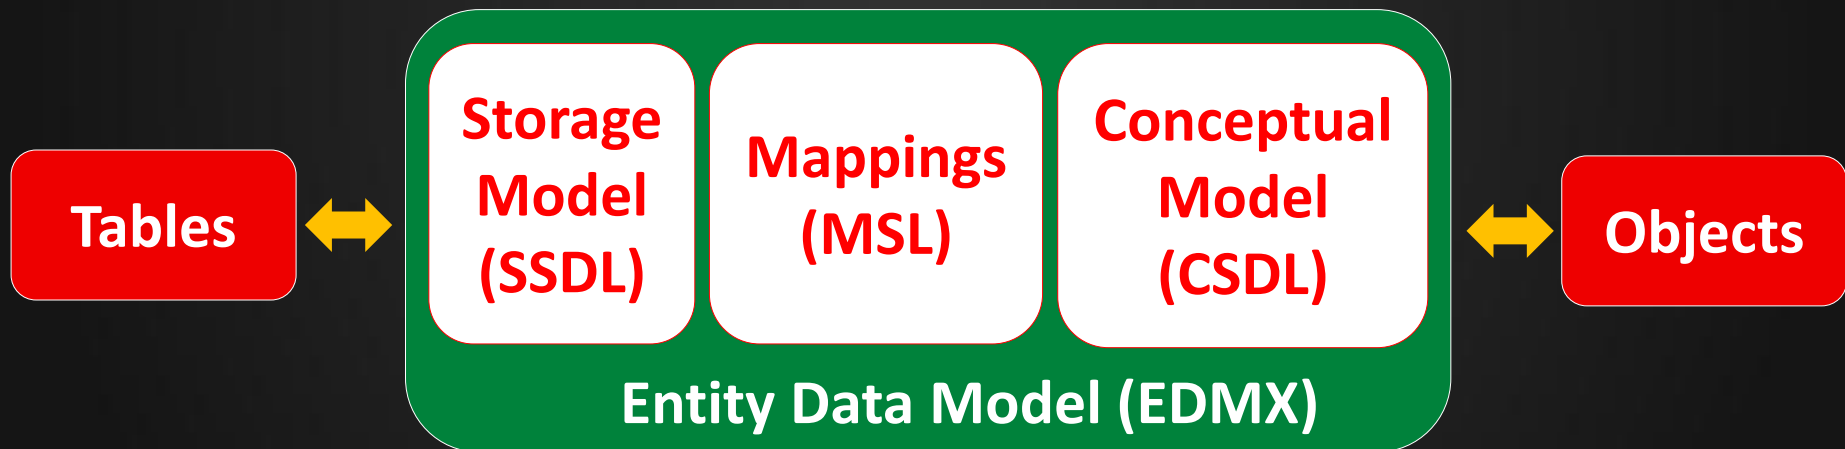 Tables
Storage
Model
(SSDL)
Mappings
(MSL)
Conceptual
Model
(CSDL)
Entity Data Model (EDMX)
Objects